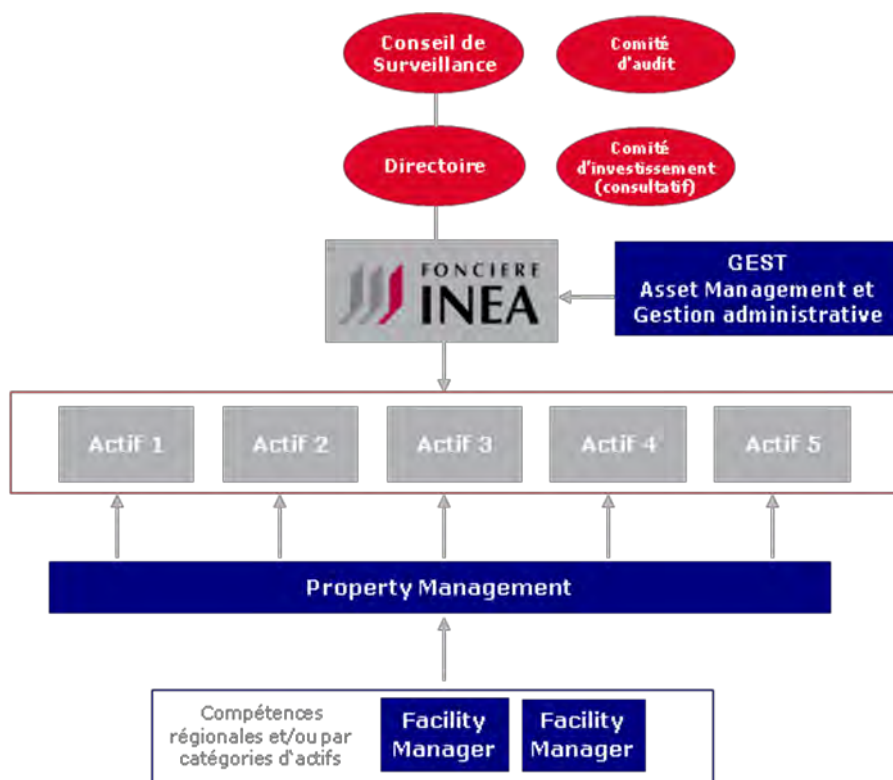 Conseil de
Surveillance
Comité
d'audit
Directoire
Comité
d'investissement
(consultatif)
FONCIERE
INEA
GEST
Asset Management et
Gestion administrative
Actif 1
Actif 2
Actif 3
Actif 4
Actif 5
Property Management
Compétences
régionales et/ou par
catégories d'actifs
Facility
Manager
Facility
Manager